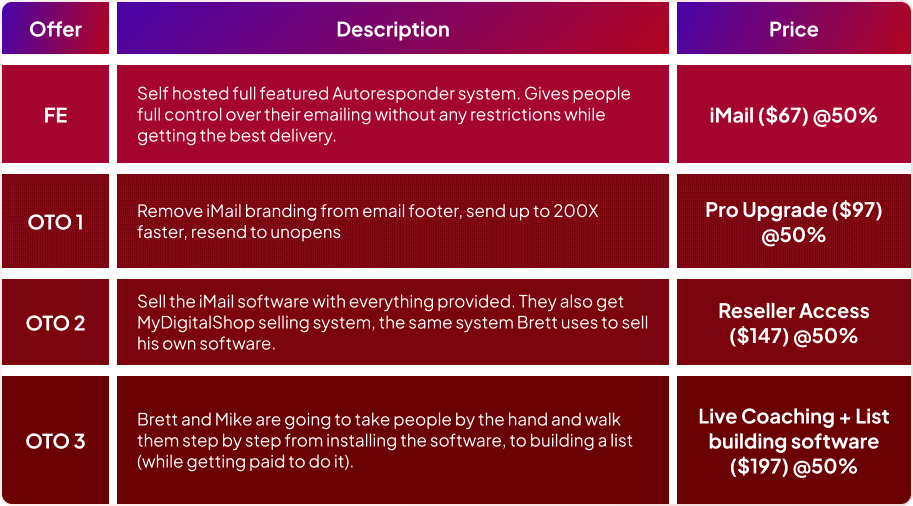 Offer
Description
Price
FE
Self hosted full featured Autoresponder system. Gives people
full control over their emailing without any restrictions while
getting the best delivery.
iMail ($67) @50%
OTO 1
Remove iMail branding from email footer, send up to 200X
faster, resend to unopens
Pro Upgrade ($97)
@50%
OTO 2
Sell the iMail software with everything provided. They also get
MyDigitalShop selling system, the same system Brett uses to sell
his own software.
Reseller Access
($147) @50%
OTO 3
Brett and Mike are going to take people by the hand and walk
them step by step from installing the software, to building a list
(while getting paid to do it).
Live Coaching + List
building software
($197) @50%